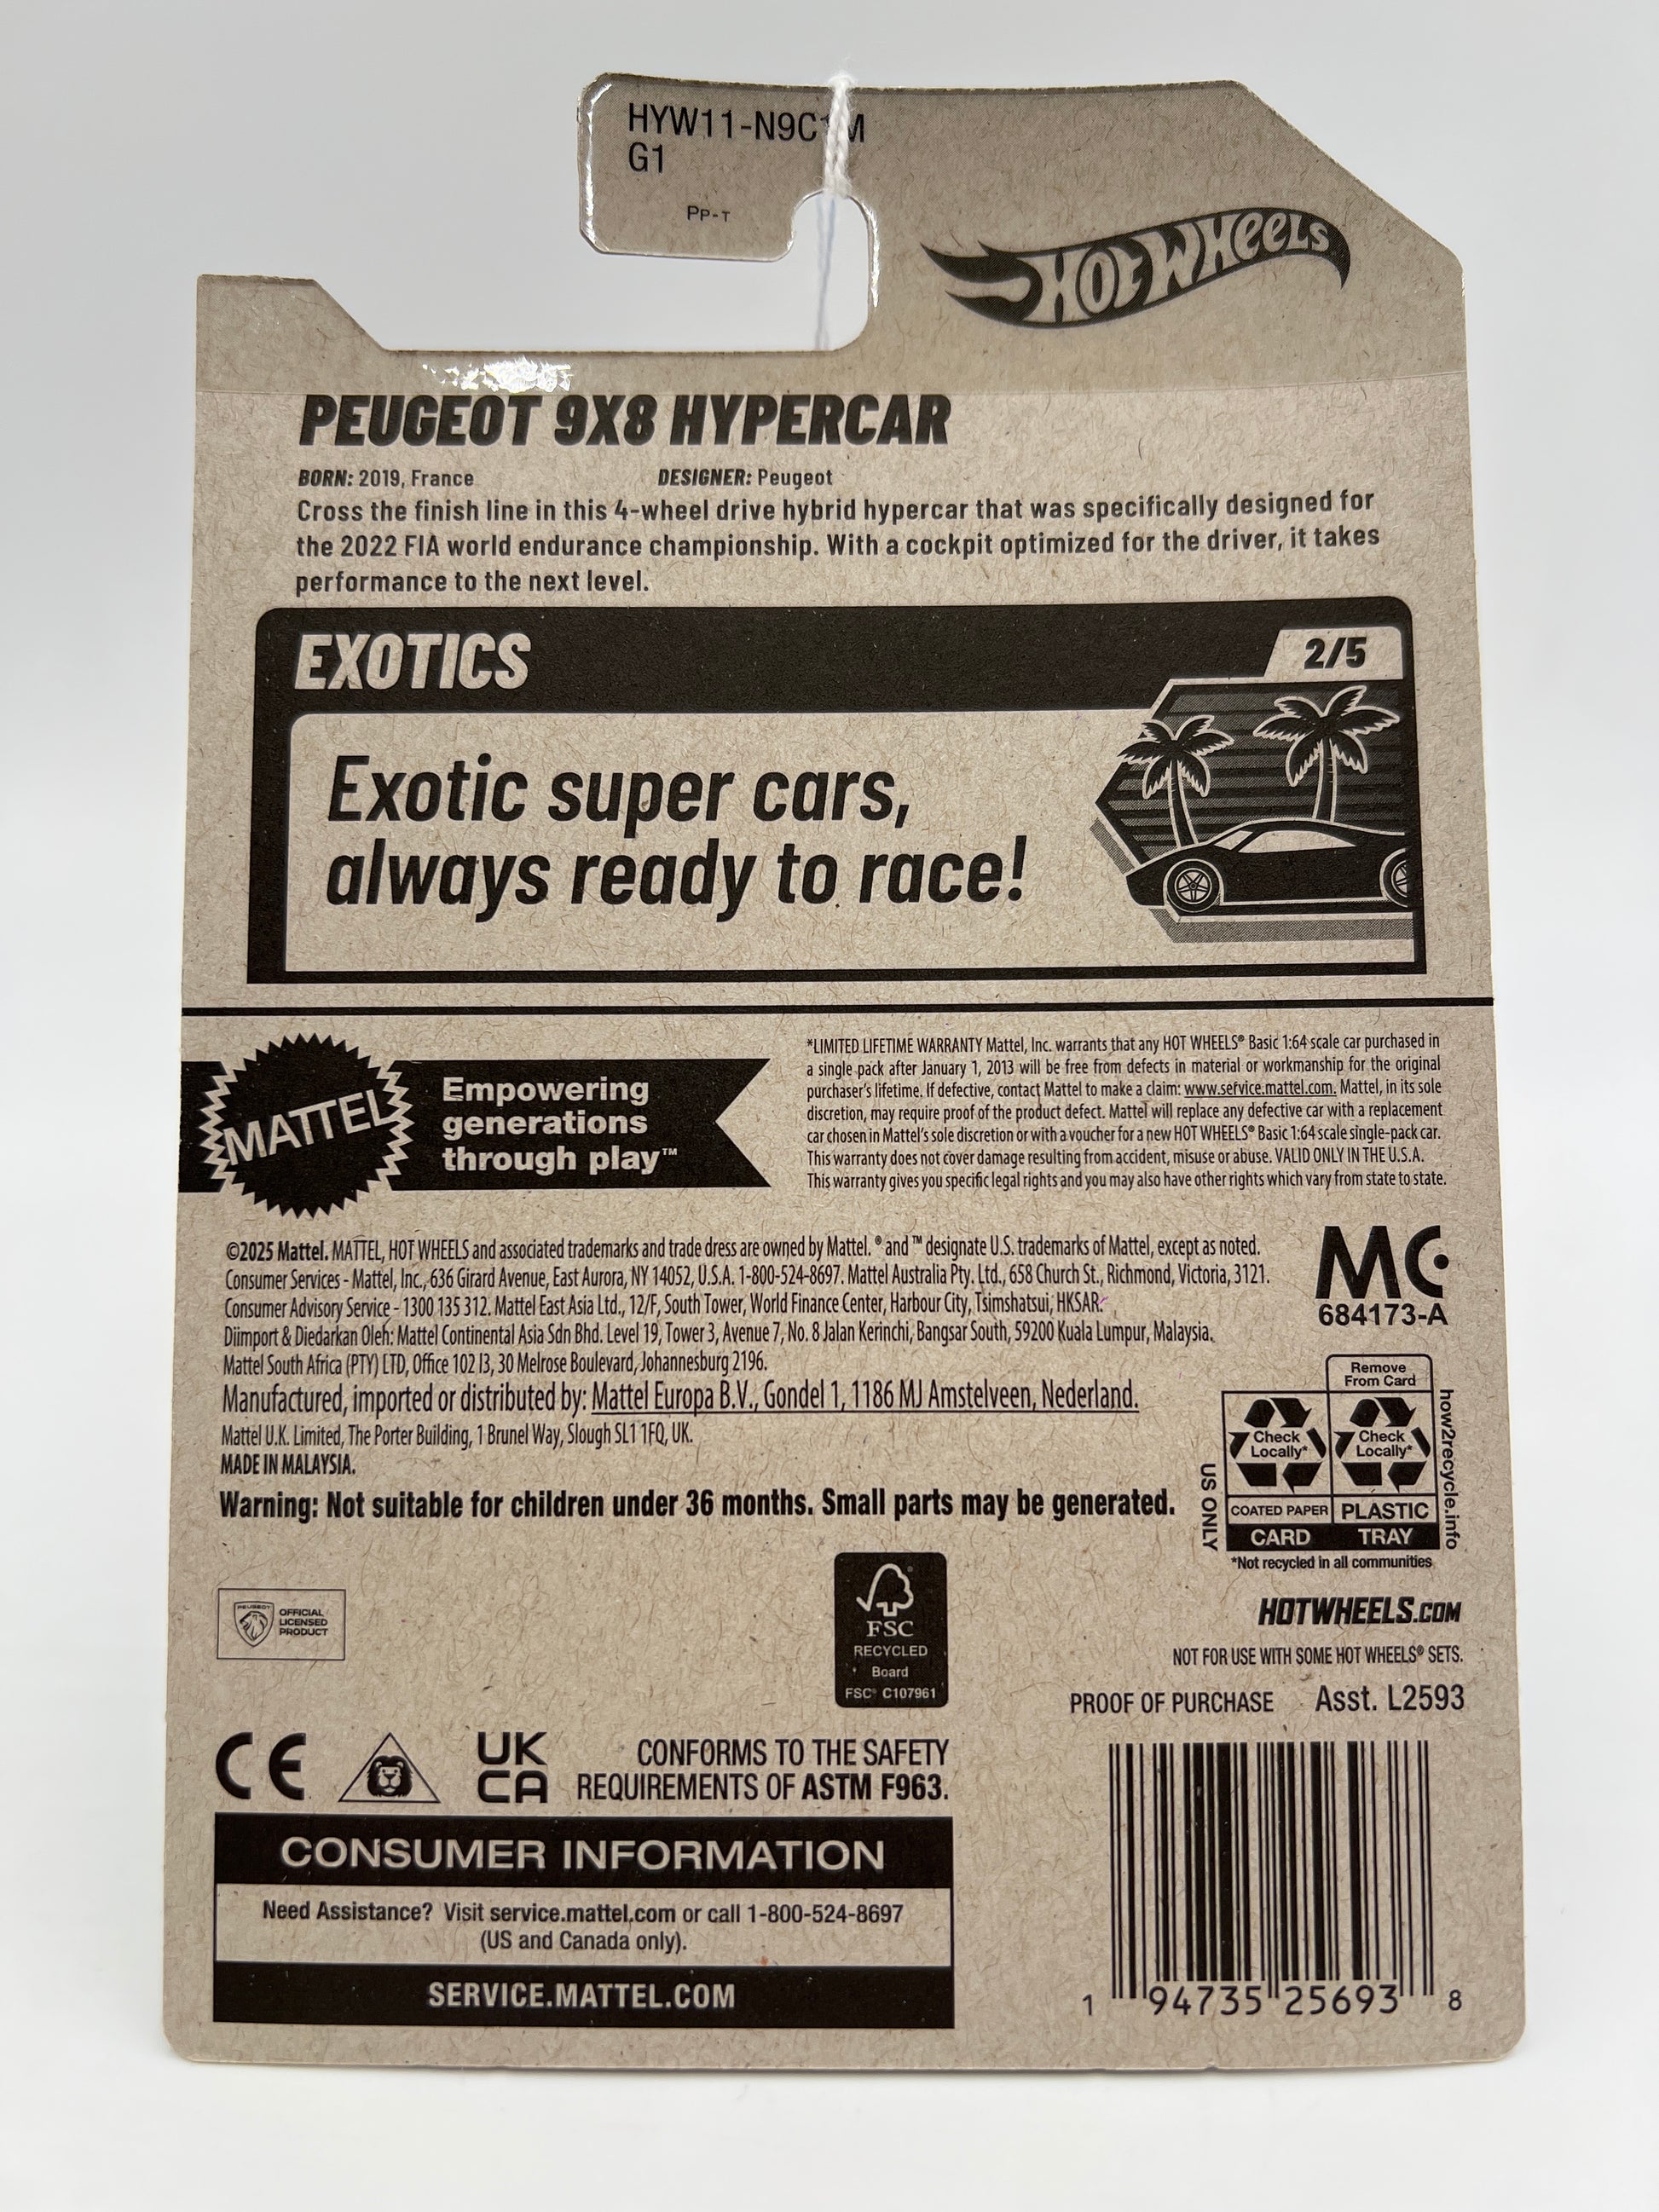 HYW11-N9C
G1
PP-T
HOT WHEELS
PEUGEOT 9X8 HYPERCAR
BORN: 2019, France DESIGNER: Peugeot
Cross the finish line in this 4-wheel drive hybrid hypercar that was specifically designed for
the 2022 FIA world endurance championship. With a cockpit optimized for the driver, it takes
performance to the next level.
EXOTICS
2/5
Exotic super cars,
always ready to race!
MATTEL
Empowering
generations
through play™
*LIMITED LIFETIME WARRANTY Mattel, Inc. warrants that any HOT WHEELS® Basic 1:64 scale car purchased in
a single pack after January 1, 2013 will be free from defects in material or workmanship for the original
purchaser's lifetime. If defective, contact Mattel to make a claim: www.service.mattel.com. Mattel, in its sole
discretion, may require proof of the product defect. Mattel will replace any defective car with a replacement
car chosen in Mattel's sole discretion or with a voucher for a new HOT WHEELS® Basic 1:64 scale single-pack car.
This warranty does not cover damage resulting from accident, misuse or abuse. VALID ONLY IN THE U.S.A.
This warranty gives you specific legal rights and you may also have other rights which vary from state to state.
©2025 Mattel. MATTEL, HOT WHEELS and associated trademarks and trade dress are owned by Mattel. ® and ™ designate U.S. trademarks of Mattel, except as noted.
Consumer Services - Mattel, Inc., 636 Girard Avenue, East Aurora, NY 14052, U.S.A. 1-800-524-8697. Mattel Australia Pty. Ltd., 658 Church St., Richmond, Victoria, 3121.
Consumer Advisory Service - 1300 135 312. Mattel East Asia Ltd., 12/F, South Tower, World Finance Center, Harbour City, Tsimshatsui, HKSAR.
Diimport & Diedarkan Oleh: Mattel Continental Asia Sdn Bhd. Level 19, Tower 3, Avenue 7, No. 8 Jalan Kerinchi, Bangsar South, 59200 Kuala Lumpur, Malaysia.
Mattel South Africa (PTY) LTD, Office 102 I3, 30 Melrose Boulevard, Johannesburg 2196.
Manufactured, imported or distributed by: Mattel Europa B.V., Gondel 1, 1186 MJ Amstelveen, Nederland.
Mattel U.K. Limited, The Porter Building, 1 Brunel Way, Slough SL1 1FQ, UK.
MADE IN MALAYSIA.
Warning: Not suitable for children under 36 months. Small parts may be generated.
MC
684173-A
Remove
From Card
Check
Locally*
Check
Locally*
COATED PAPER
PLASTIC
CARD
TRAY
US ONLY
how2recycle.info
*Not recycled in all communities
PEUGEOT
OFFICIAL
LICENSED
PRODUCT
FSC
RECYCLED
Board
FSC® C107961
HOTWHEELS.COM
NOT FOR USE WITH SOME HOT WHEELS® SETS.
PROOF OF PURCHASE Asst. L2593
CE
UK
CA
CONFORMS TO THE SAFETY
REQUIREMENTS OF ASTM F963.
CONSUMER INFORMATION
Need Assistance? Visit service.mattel.com or call 1-800-524-8697
(US and Canada only).
SERVICE.MATTEL.COM
1 94735 25693 8